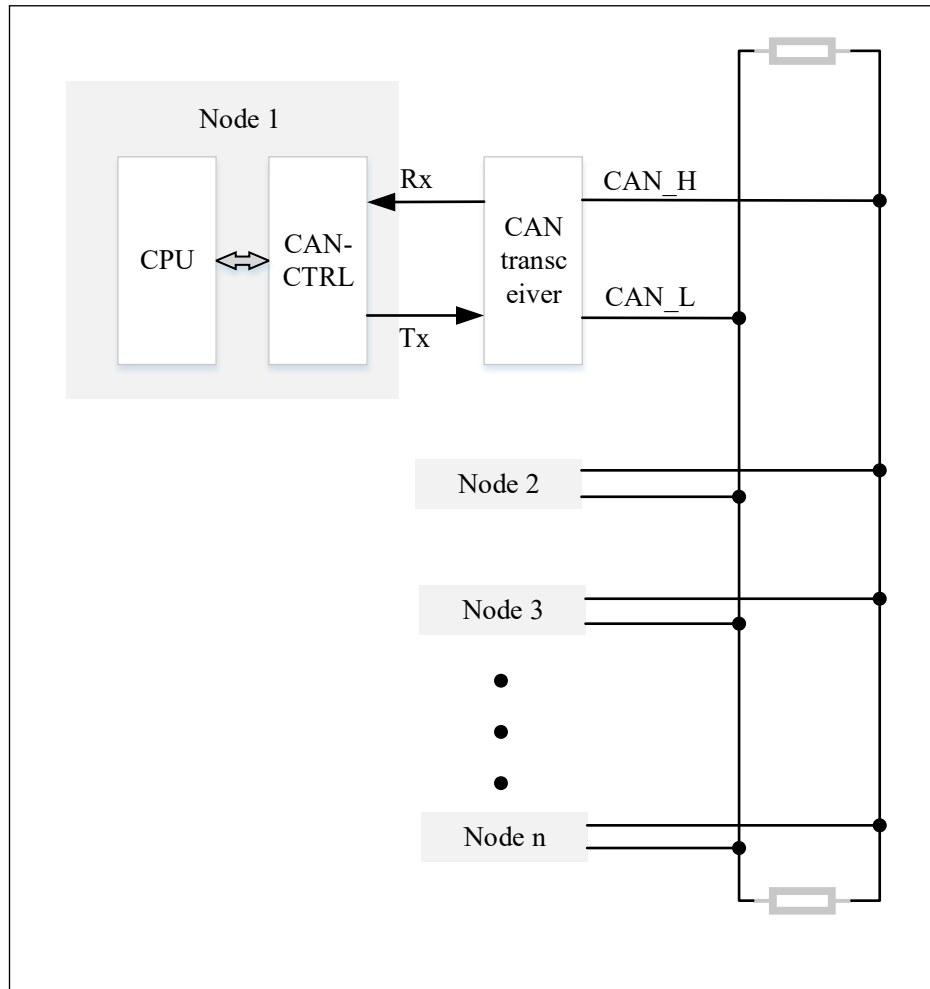 Node 1
CPU
CAN-
CTRL
Rx
Tx
CAN
transc
eiver
CAN_H
CAN_L
Node 2
Node 3
Node n